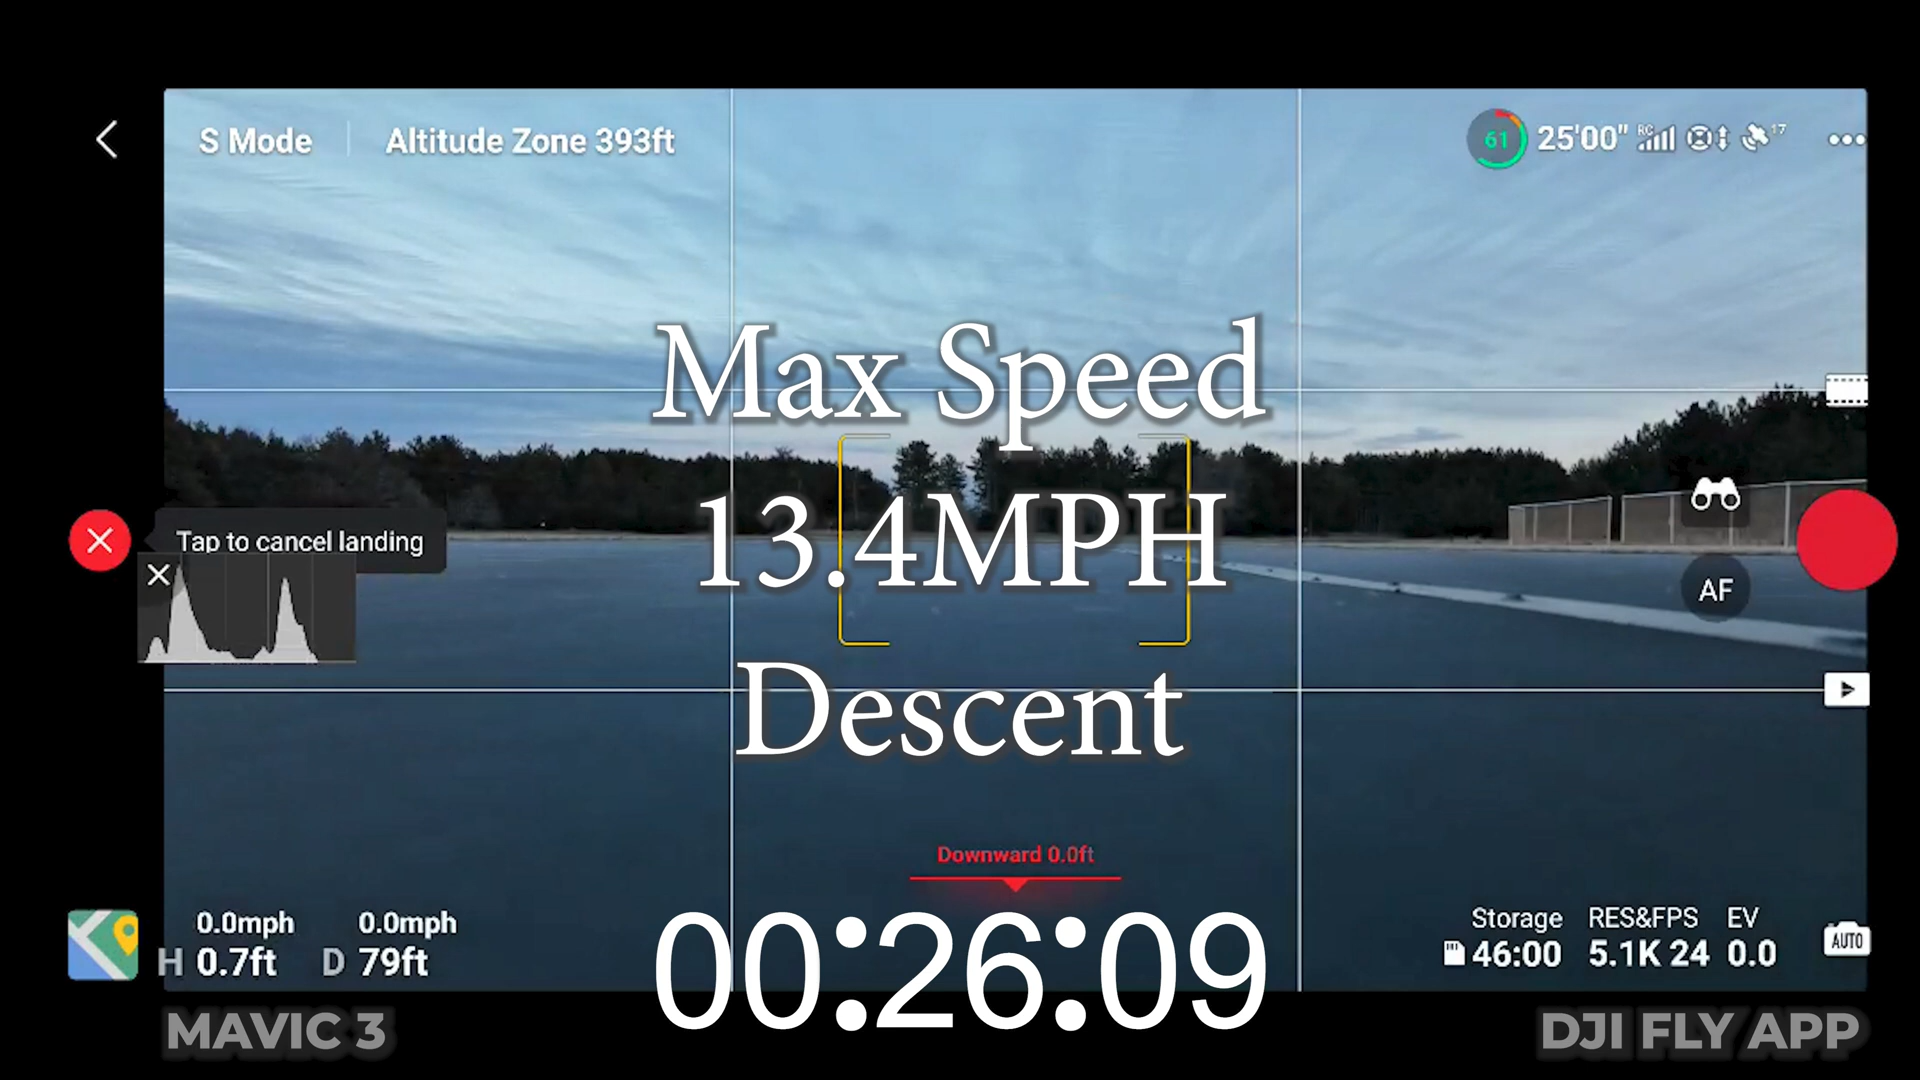 S Mode
Altitude Zone 393ft
61
25'00"
RC
17
Max Speed
13.4MPH
Descent
Tap to cancel landing
AF
Downward 0.0ft
0.0mph
0.0mph
H 0.7ft
D 79ft
00:26:09
Storage
RES&FPS
EV
46:00
5.1K 24
0.0
AUTO
MAVIC 3
DJI FLY APP